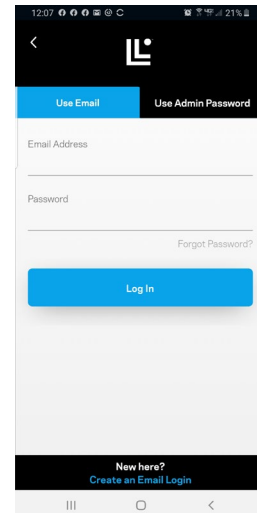 12:07 21%
Use Email Use Admin Password
Email Address
Password
Forgot Password?
Log In
New here?
Create an Email Login